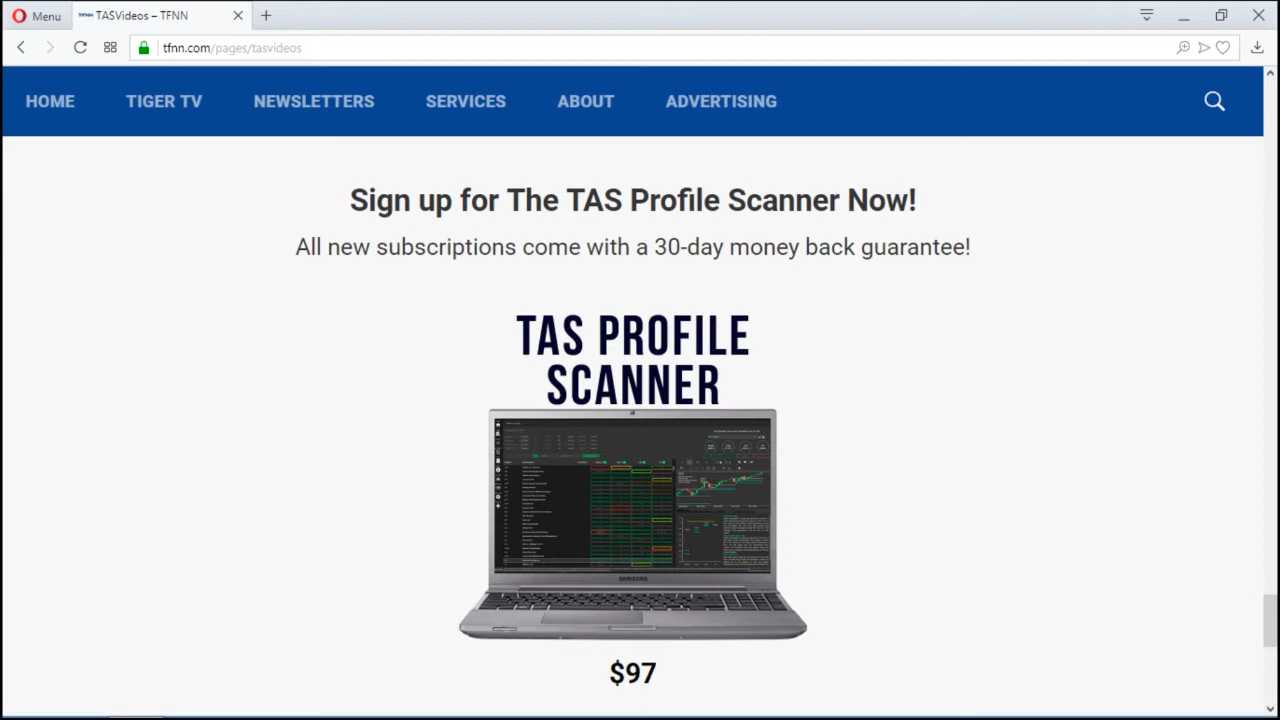 Menu
TFNN TASVideos – TFNN
tfnn.com/pages/tasvideos
HOME TIGER TV NEWSLETTERS SERVICES ABOUT ADVERTISING
Sign up for The TAS Profile Scanner Now!
All new subscriptions come with a 30-day money back guarantee!
TAS PROFILE
SCANNER
SAMSUNG
$97